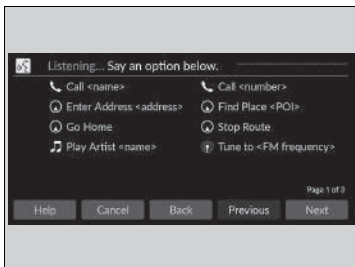 Listening... Say an option below.
Call <name> Call <number>
Enter Address <address> Find Place <POI>
Go Home Stop Route
Play Artist <name> Tune to <FM frequency>
Page 1 of 3
Help Cancel Back Previous Next